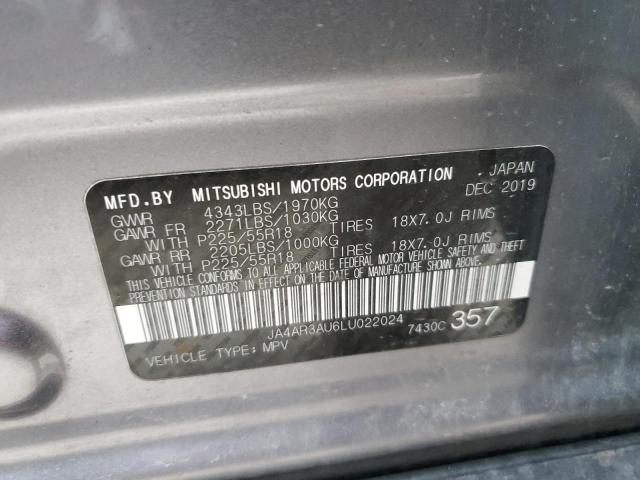 MFD.BY MITSUBISHI MOTORS CORPORATION JAPAN
GVWR 4343LBS/1970KG DEC 2019
GAWR FR 2271LBS/1030KG
WITH P225/55R18 TIRES 18X7.0J RIMS
GAWR RR 2205LBS/1000KG
WITH P225/55R18 TIRES 18X7.0J RIMS
THIS VEHICLE CONFORMS TO ALL APPLICABLE FEDERAL MOTOR VEHICLE SAFETY AND THEFT
PREVENTION STANDARDS IN EFFECT ON THE DATE OF MANUFACTURE SHOWN ABOVE.
JA4AR3AU6LU022024 7430C 357
VEHICLE TYPE: MPV